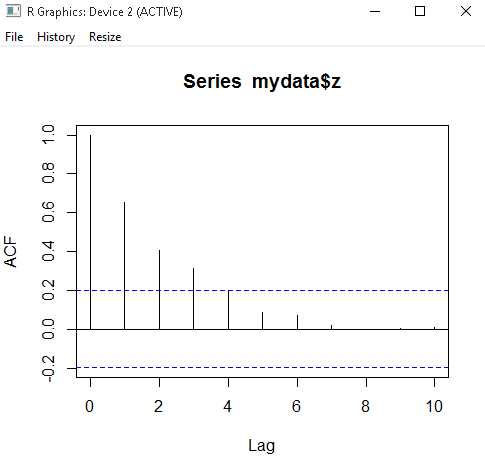 R Graphics: Device 2 (ACTIVE)
File History Resize
Series mydata$z
ACF
1.0
0.8
0.6
0.4
0.2
0.0
-0.2
0 2 4 6 8 10
Lag